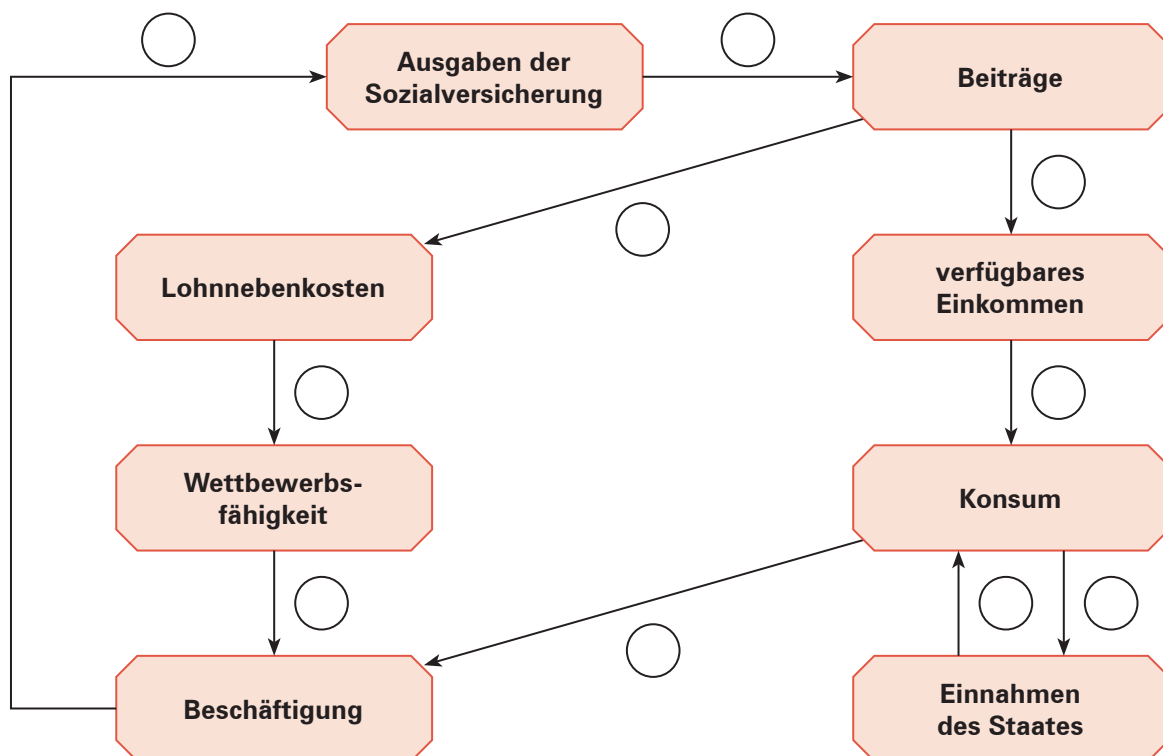 Ausgaben der
Sozialversicherung
Beiträge
Lohnnebenkosten
verfügbares
Einkommen
Wettbewerbs-
fähigkeit
Konsum
Beschäftigung
Einnahmen
des Staates